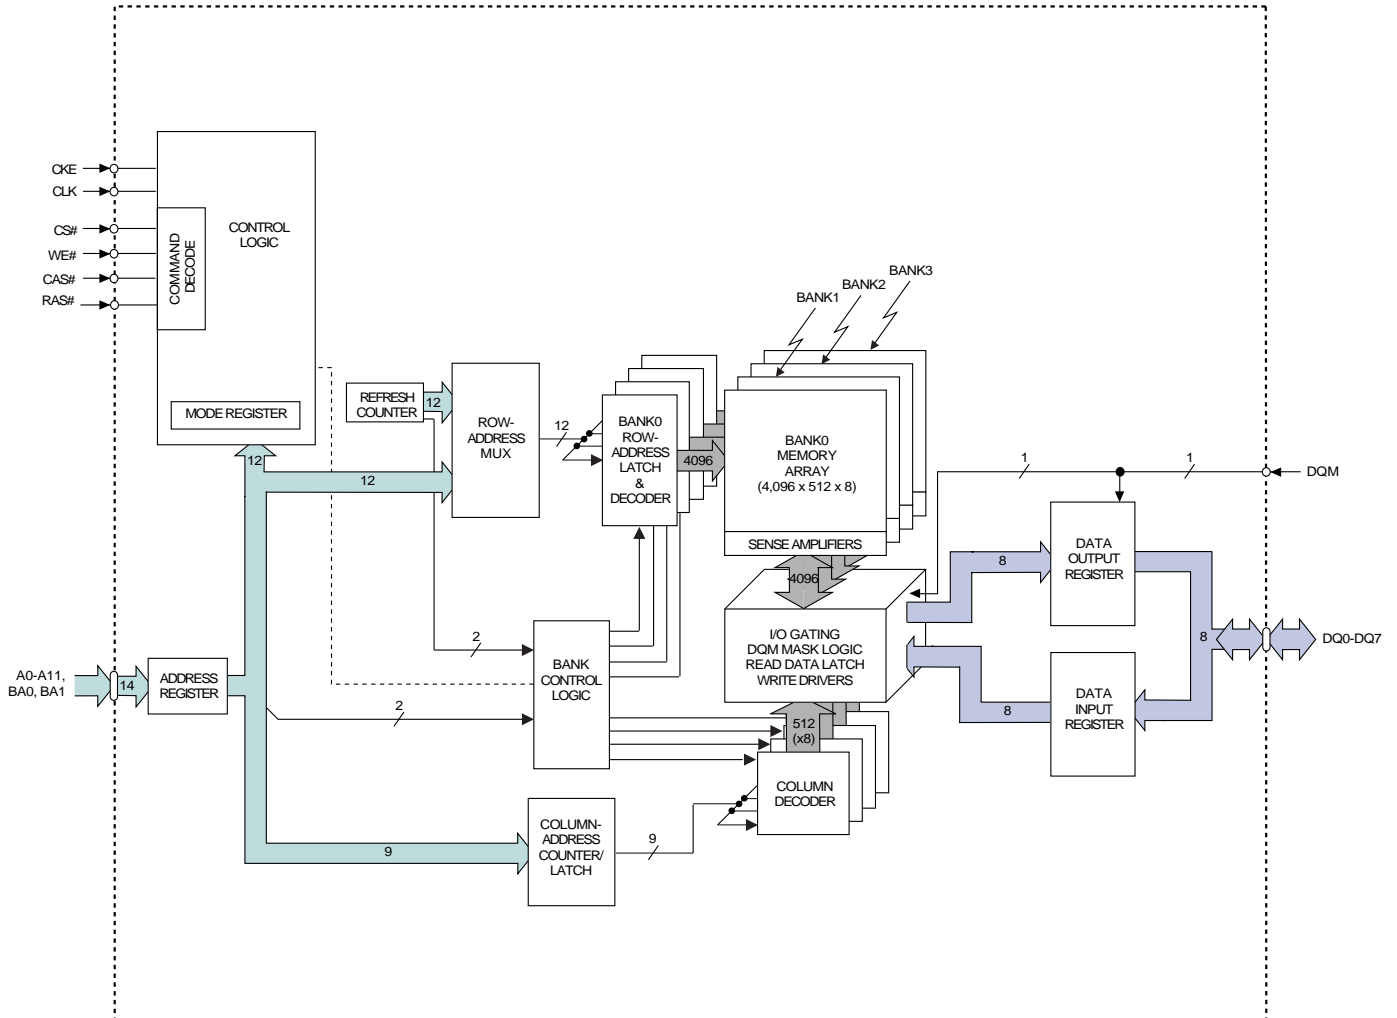 CKE
CLK
CS#
WE#
CAS#
RAS#
COMMAND
DECODE
CONTROL
LOGIC
MODE REGISTER
12
12
REFRESH
COUNTER
12
ROW-
ADDRESS
MUX
12
BANK0
ROW-
ADDRESS
LATCH
&
DECODER
4096
BANK1
BANK2
BANK3
BANK0
MEMORY
ARRAY
(4,096 x 512 x 8)
SENSE AMPLIFIERS
4096
I/O GATING
DQM MASK LOGIC
READ DATA LATCH
WRITE DRIVERS
512
(x8)
COLUMN
DECODER
1
1
DQM
DATA
OUTPUT
REGISTER
8
8
DQ0-DQ7
DATA
INPUT
REGISTER
8
A0-A11,
BA0, BA1
14
ADDRESS
REGISTER
2
2
BANK
CONTROL
LOGIC
9
COLUMN-
ADDRESS
COUNTER/
LATCH
9